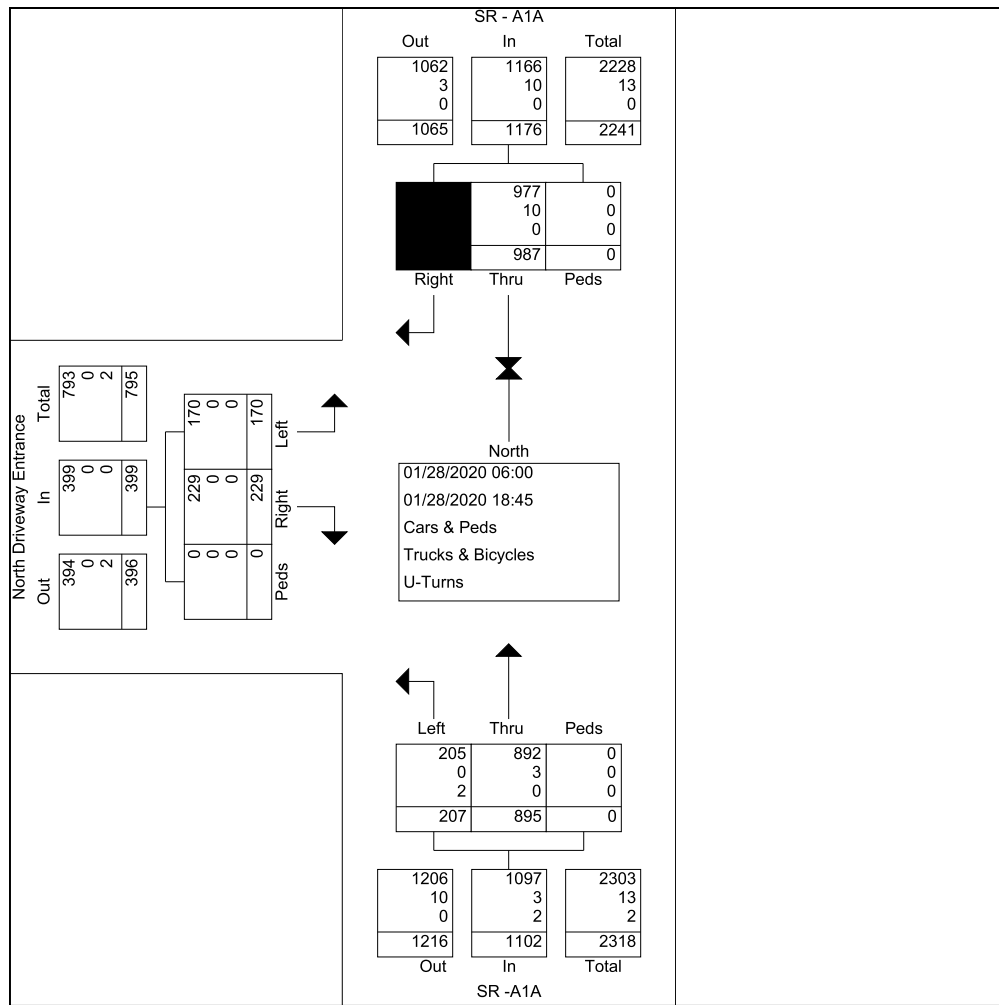 SR - A1A
Out In Total
1062 1166 2228
3 10 13
0 0 0
1065 1176 2241
977 0
10 0
0 0
987 0
Right Thru Peds
North Driveway Entrance
Total In Out
793 399 394
0 0 0
2 0 2
795 399 396
170 229 0
0 0 0
0 0 0
170 229 0
Left Right Peds
North
01/28/2020 06:00
01/28/2020 18:45
Cars & Peds
Trucks & Bicycles
U-Turns
Left Thru Peds
205 892 0
0 3 0
2 0 0
207 895 0
1206 1097 2303
10 3 13
0 2 2
1216 1102 2318
Out In Total
SR -A1A